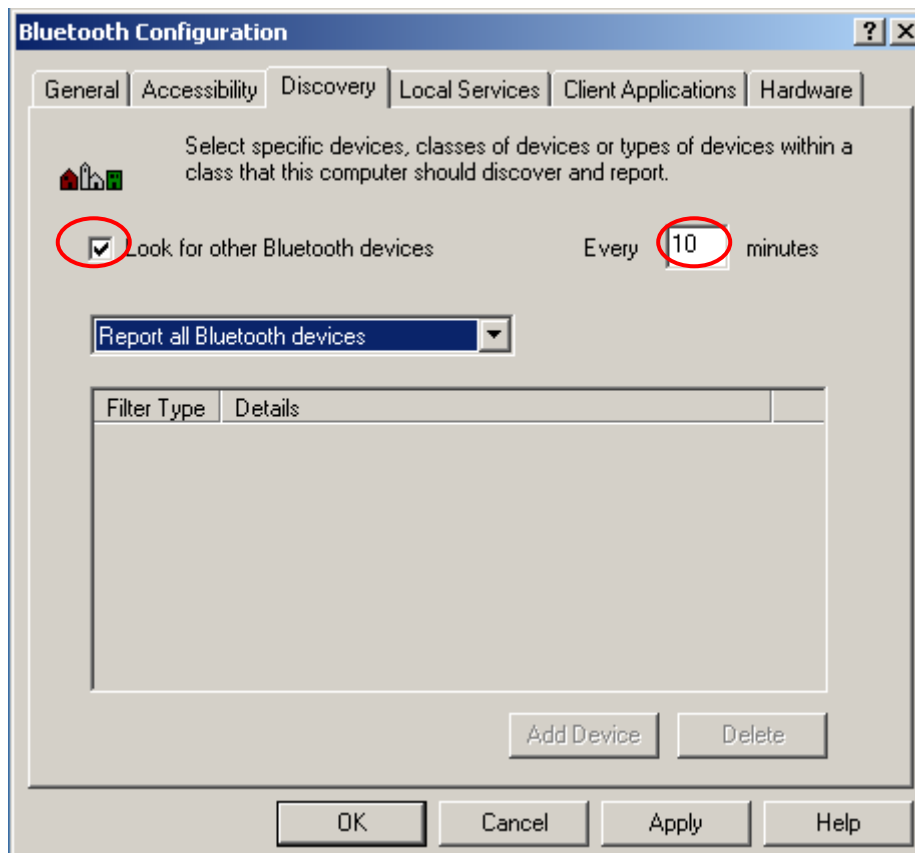 Bluetooth Configuration
General Accessibility Discovery Local Services Client Applications Hardware
Select specific devices, classes of devices or types of devices within a
class that this computer should discover and report.
Look for other Bluetooth devices Every 10 minutes
Report all Bluetooth devices
Filter Type Details
Add Device Delete
OK Cancel Apply Help